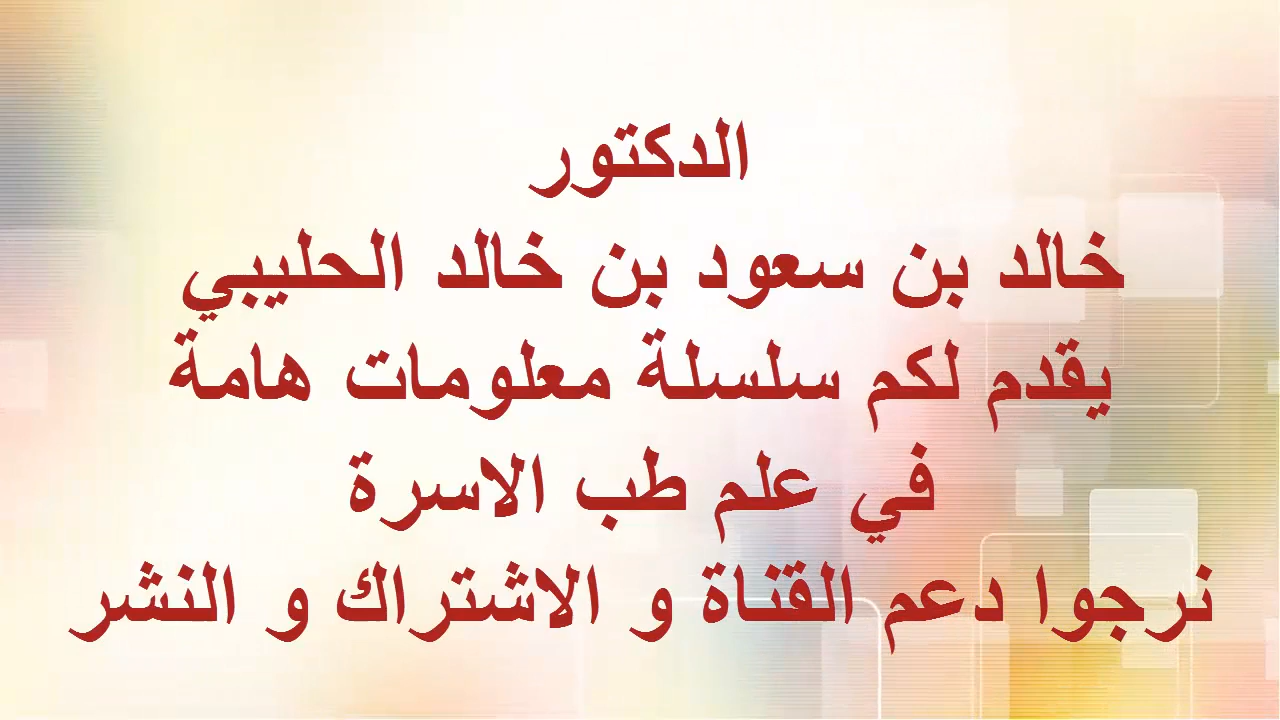 الدكتور
خالد بن سعود بن خالد الحليبي
يقدم لكم سلسلة معلومات هامة
في علم طب الاسرة
نرجوا دعم القناة و الاشتراك و النشر